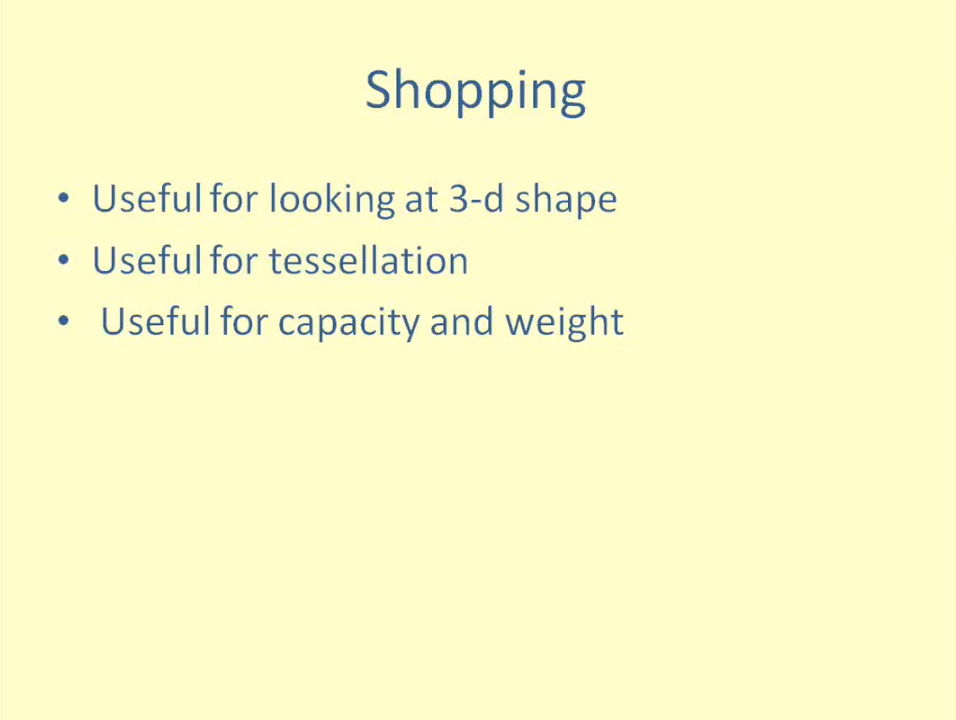 Shopping
• Useful for looking at 3-d shape
• Useful for tessellation
• Useful for capacity and weight